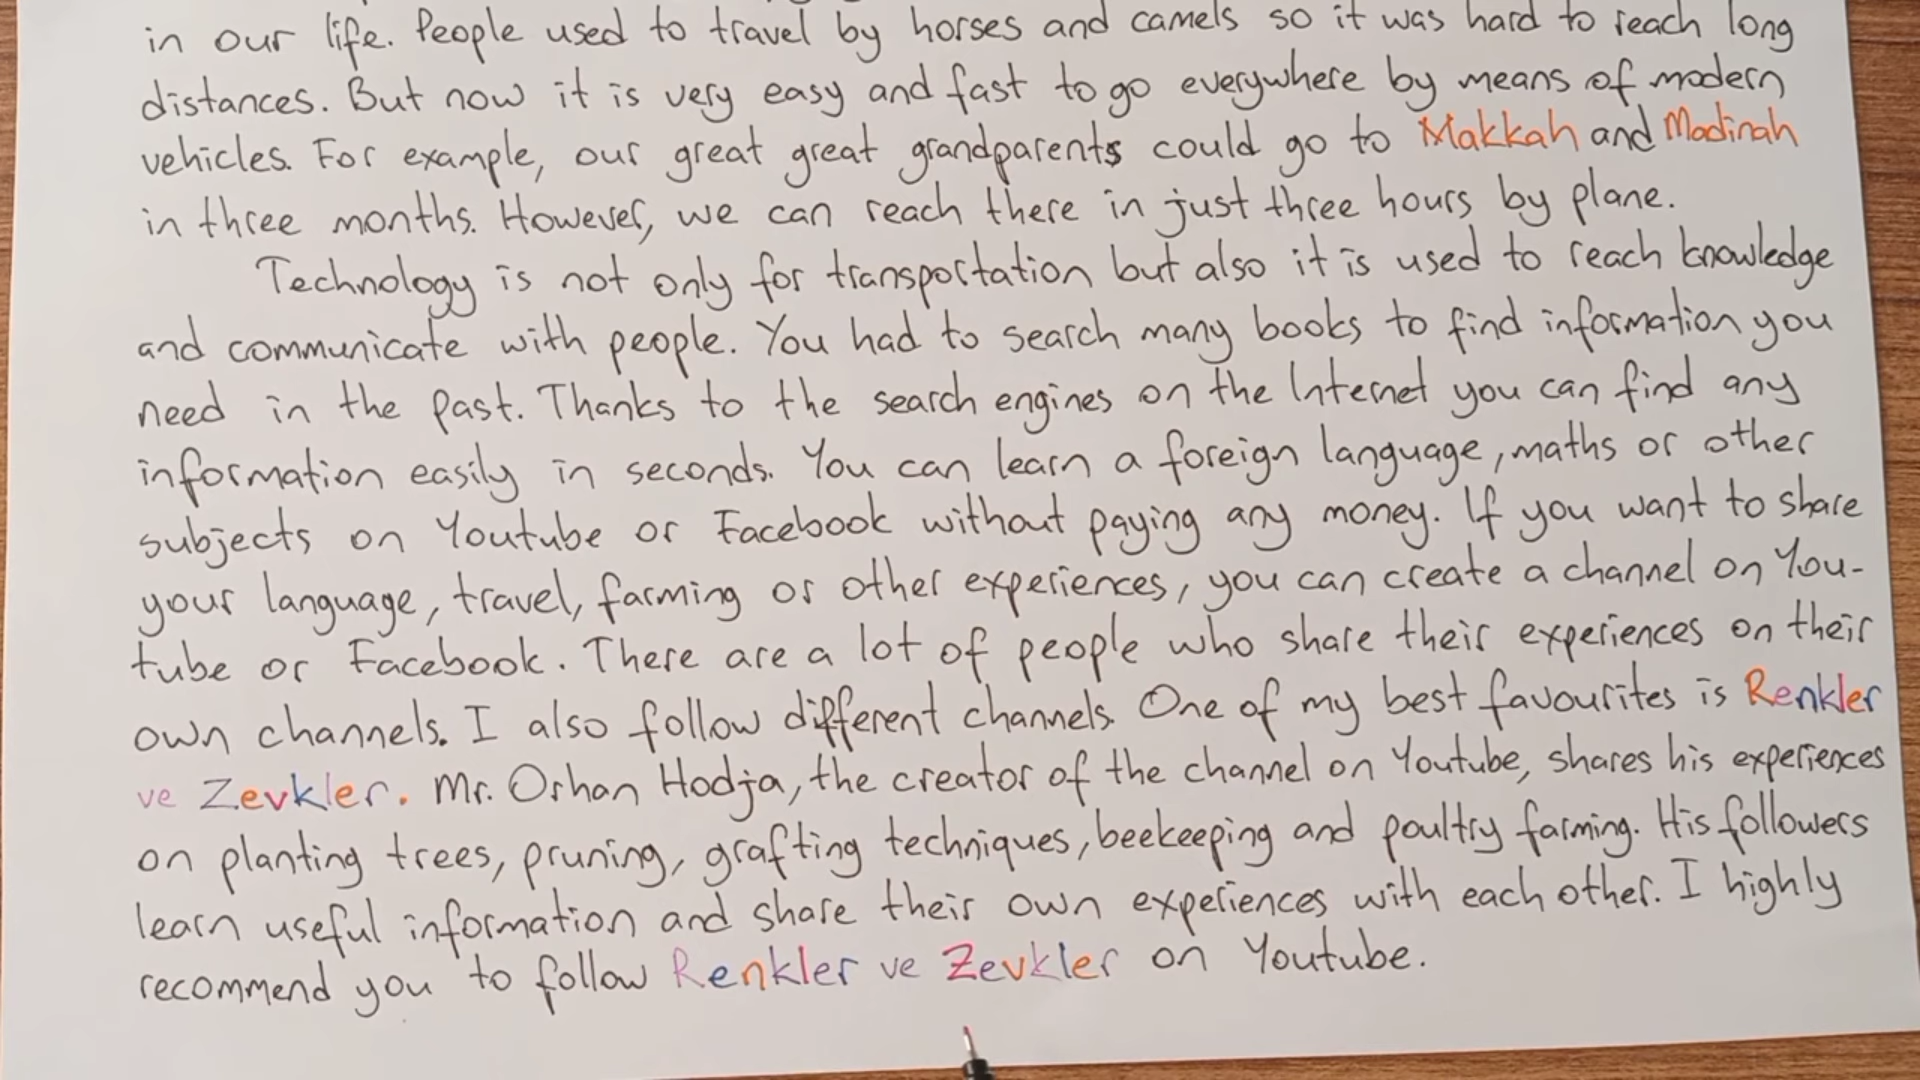 in our life. People used to travel by horses and camels so it was hard to reach long
distances. But now it is very easy and fast to go everywhere by means of modern
vehicles. For example, our great great grandparents could go to Makkah and Madinah
in three months. However, we can reach there in just three hours by plane.
Technology is not only for transportation but also it is used to reach knowledge
and communicate with people. You had to search many books to find information you
need in the past. Thanks to the search engines on the Internet you can find any
information easily in seconds. You can learn a foreign language, maths or other
subjects on Youtube or Facebook without paying any money. If you want to share
your language, travel, farming or other experiences, you can create a channel on You-
tube or Facebook. There are a lot of people who share their experiences on their
own channels. I also follow different channels. One of my best favourites is Renkler
ve Zevkler. Mr. Orhan Hodja, the creator of the channel on Youtube, shares his experiences
on planting trees, pruning, grafting techniques, beekeeping and poultry farming. His followers
learn useful information and share their own experiences with each other. I highly
recommend you to follow Renkler ve Zevkler on Youtube.